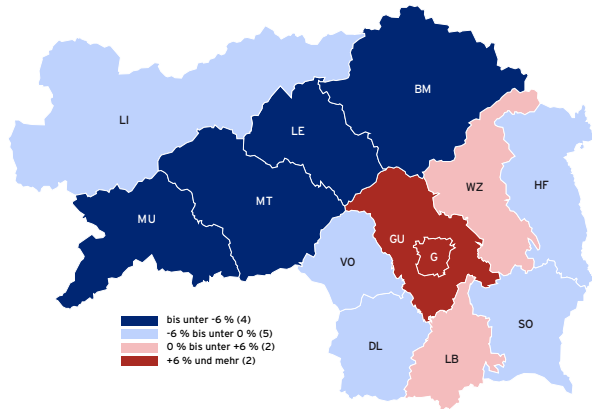 BM
LI
LE
WZ
HF
MT
MU
GU
G
VO
SO
DL
LB
bis unter -6 % (4)
-6 % bis unter 0 % (5)
0 % bis unter +6 % (2)
+6 % und mehr (2)